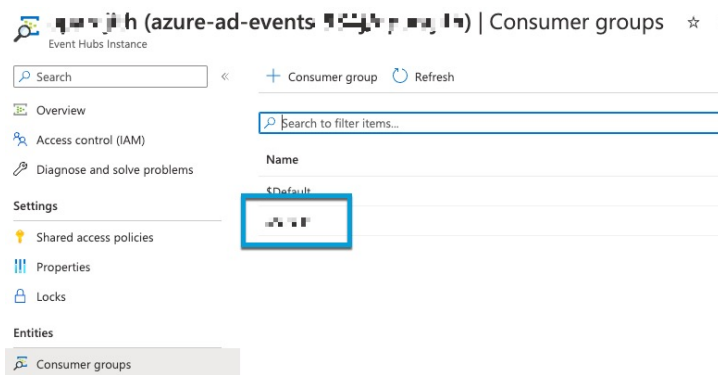 (azure-ad-events ) | Consumer groups
Event Hubs Instance
Search
«
+ Consumer group Refresh
Overview
Access control (IAM)
Diagnose and solve problems
Settings
Shared access policies
Properties
Locks
Entities
Consumer groups
Search to filter items...
Name
$Default